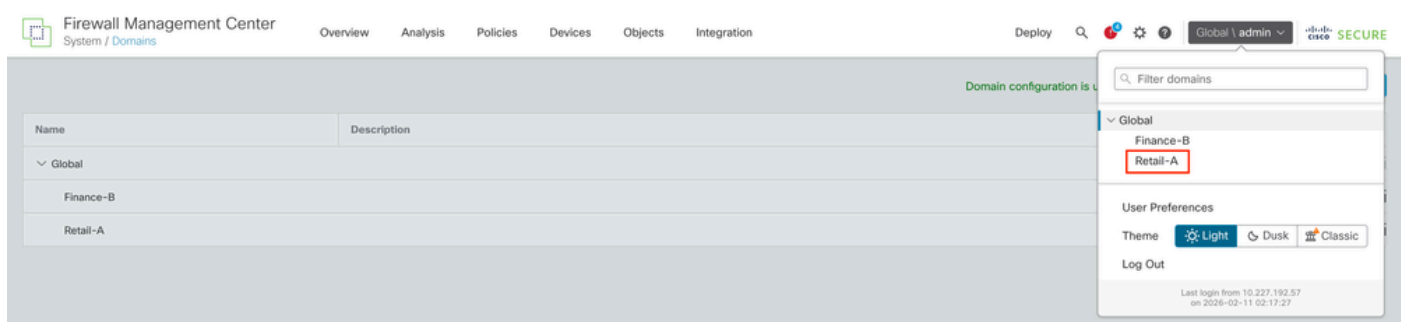 Firewall Management Center
System / Domains
Overview Analysis Policies Devices Objects Integration
Deploy 4 Global \ admin cisco SECURE
Filter domains
Domain configuration is
Name Description
Global
Global
Finance-B
Retail-A
Finance-B
Retail-A
User Preferences
Theme Light Dusk Classic
Log Out
Last login from 10.227.192.57
on 2026-02-11 02:17:27